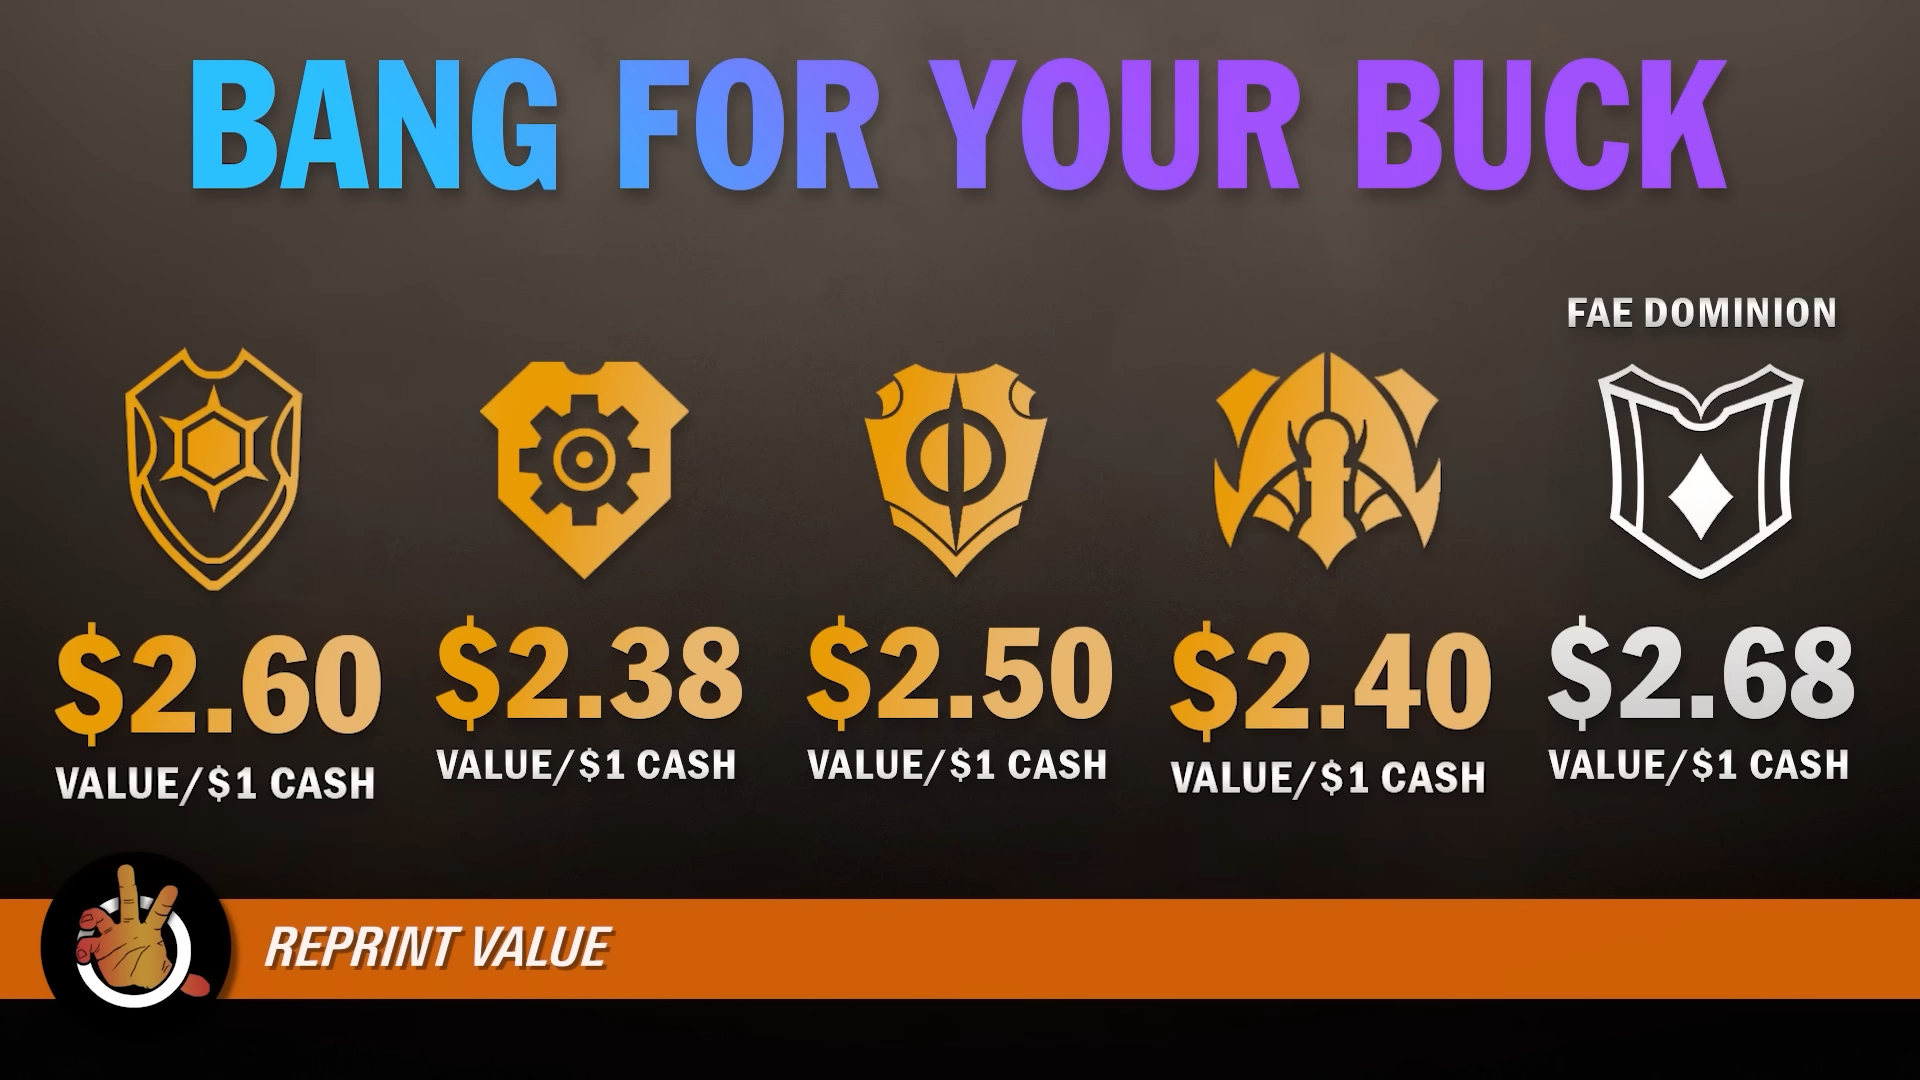 BANG FOR YOUR BUCK
FAE DOMINION
$2.60
VALUE/$1 CASH
$2.38
VALUE/$1 CASH
$2.50
VALUE/$1 CASH
$2.40
VALUE/$1 CASH
$2.68
VALUE/$1 CASH
REPRINT VALUE